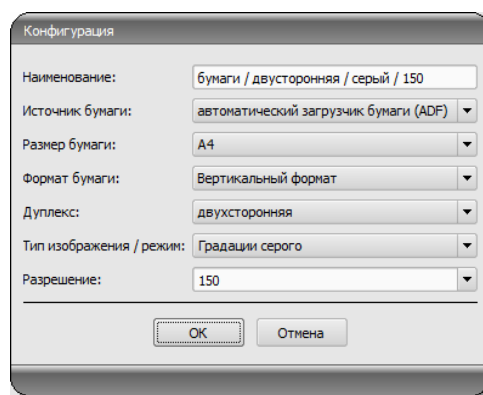 Конфигурация
Наименование: бумаги / двусторонняя / серый / 150
Источник бумаги: автоматический загрузчик бумаги (ADF)
Размер бумаги: A4
Формат бумаги: Вертикальный формат
Дуплекс: двухсторонняя
Тип изображения / режим: Градации серого
Разрешение: 150
OK Отмена